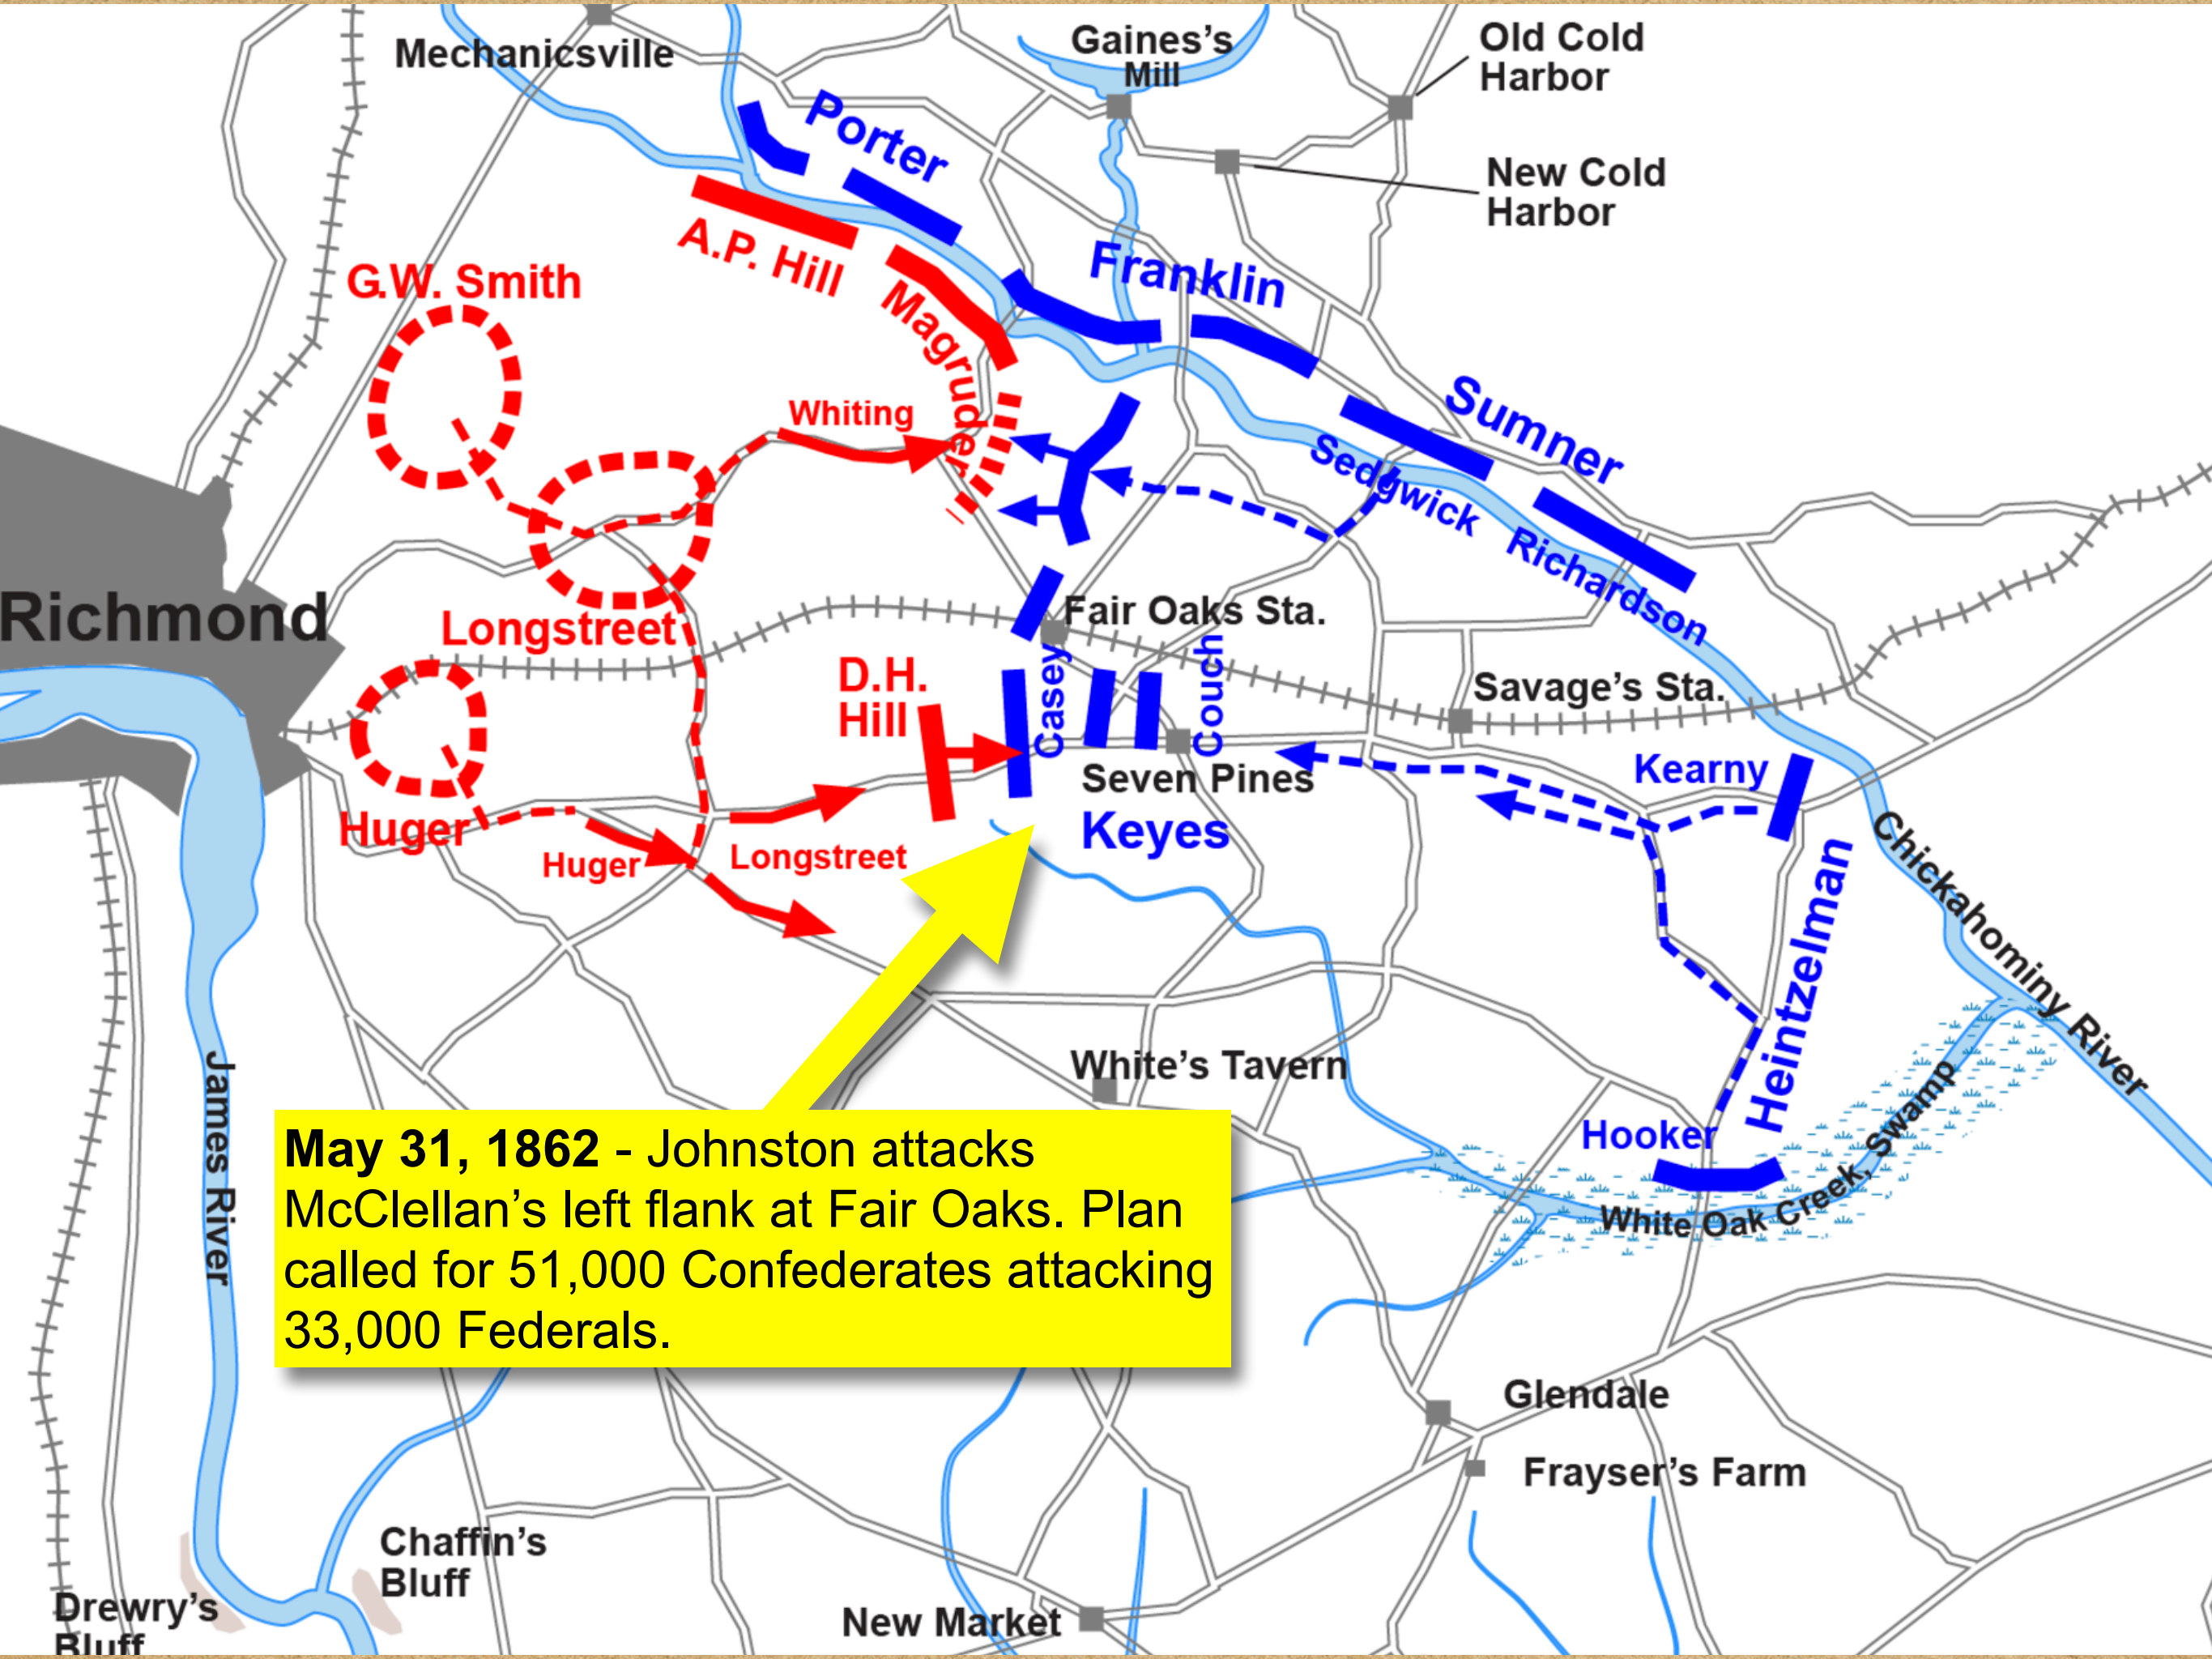 Mechanicsville
Gaines's
Mill
Old Cold
Harbor
New Cold
Harbor
Porter
A.P. Hill
Franklin
G.W. Smith
Magruder
Whiting
Sumner
Sedgwick
Richardson
Richmond
Longstreet
Fair Oaks Sta.
D.H.
Hill
Casey
Couch
Savage's Sta.
Kearny
Seven Pines
Keyes
Huger
Huger
Longstreet
Chickahominy River
Heintzelman
James River
White's Tavern
Hooker
White Oak Creek, Swamp
May 31, 1862 - Johnston attacks
McClellan's left flank at Fair Oaks. Plan
called for 51,000 Confederates attacking
33,000 Federals.
Glendale
Frayser's Farm
Chaffin's
Bluff
Drewry's
Bluff
New Market